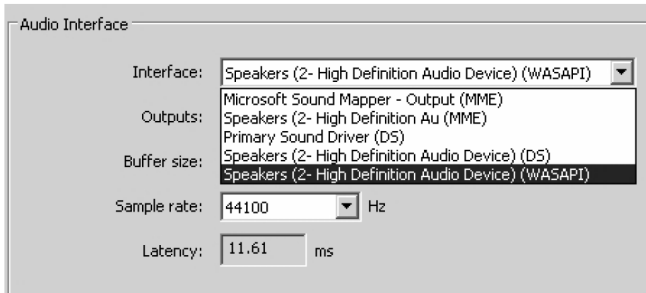 Audio Interface
Interface: Speakers (2- High Definition Audio Device) (WASAPI)
Microsoft Sound Mapper - Output (MME)
Outputs: Speakers (2- High Definition Au (MME)
Primary Sound Driver (DS)
Buffer size: Speakers (2- High Definition Audio Device) (DS)
Speakers (2- High Definition Audio Device) (WASAPI)
Sample rate: 44100 Hz
Latency: 11.61 ms